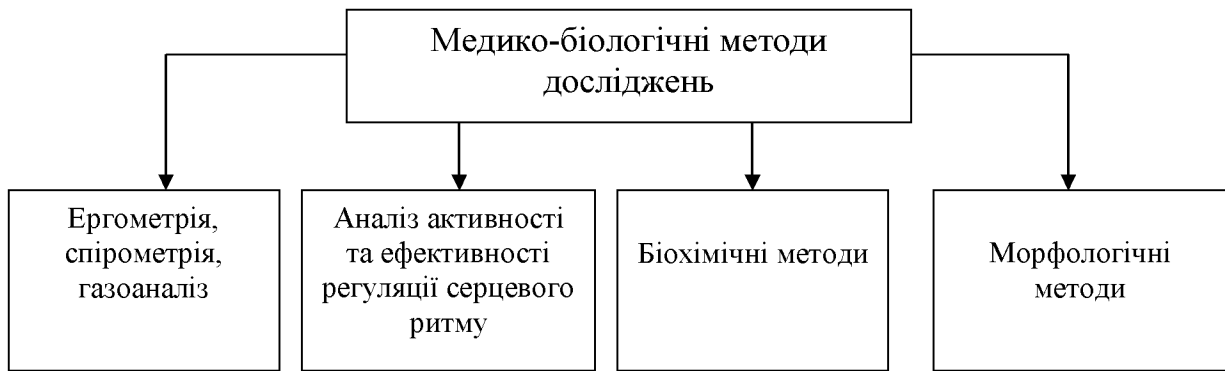 Медико-біологічні методи
досліджень
Ергометрія,
спірометрія,
газоаналіз
Аналіз активності
та ефективності
регуляції серцевого
ритму
Біохімічні методи
Морфологічні
методи